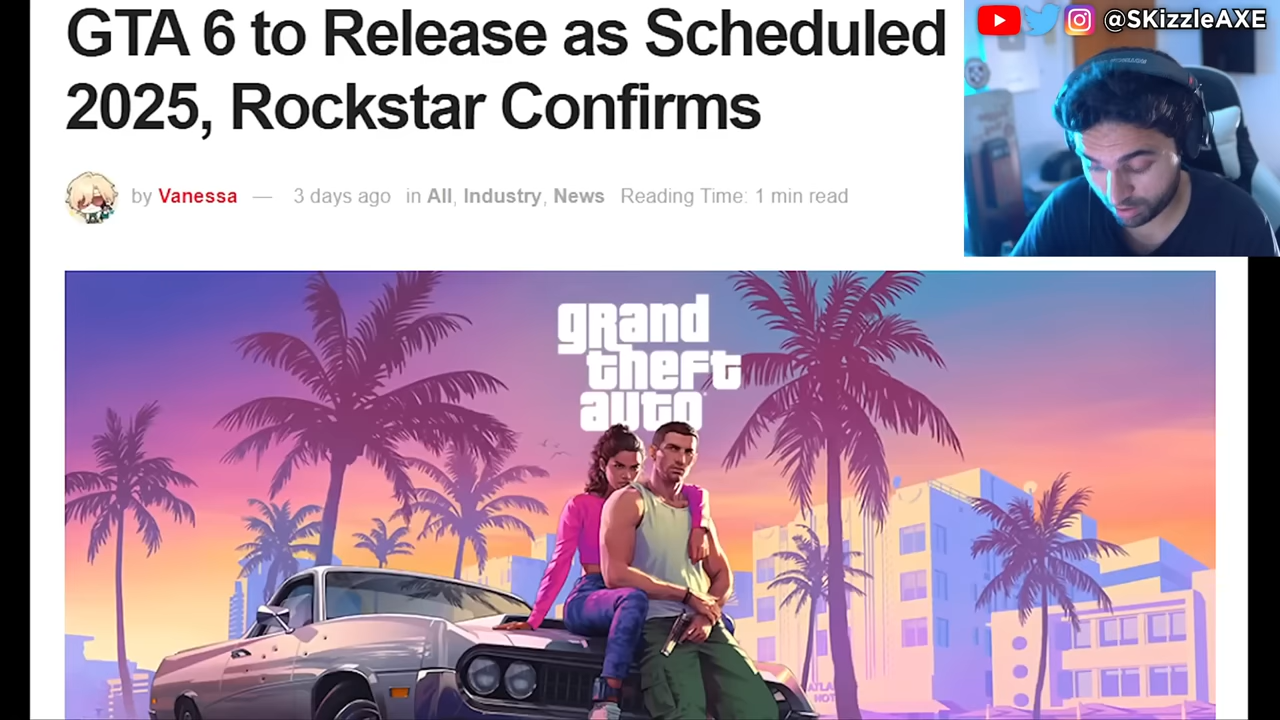 GTA 6 to Release as Scheduled
2025, Rockstar Confirms
@SKizzleAXE
by Vanessa — 3 days ago in All, Industry, News Reading Time: 1 min read
grand
theft
auto